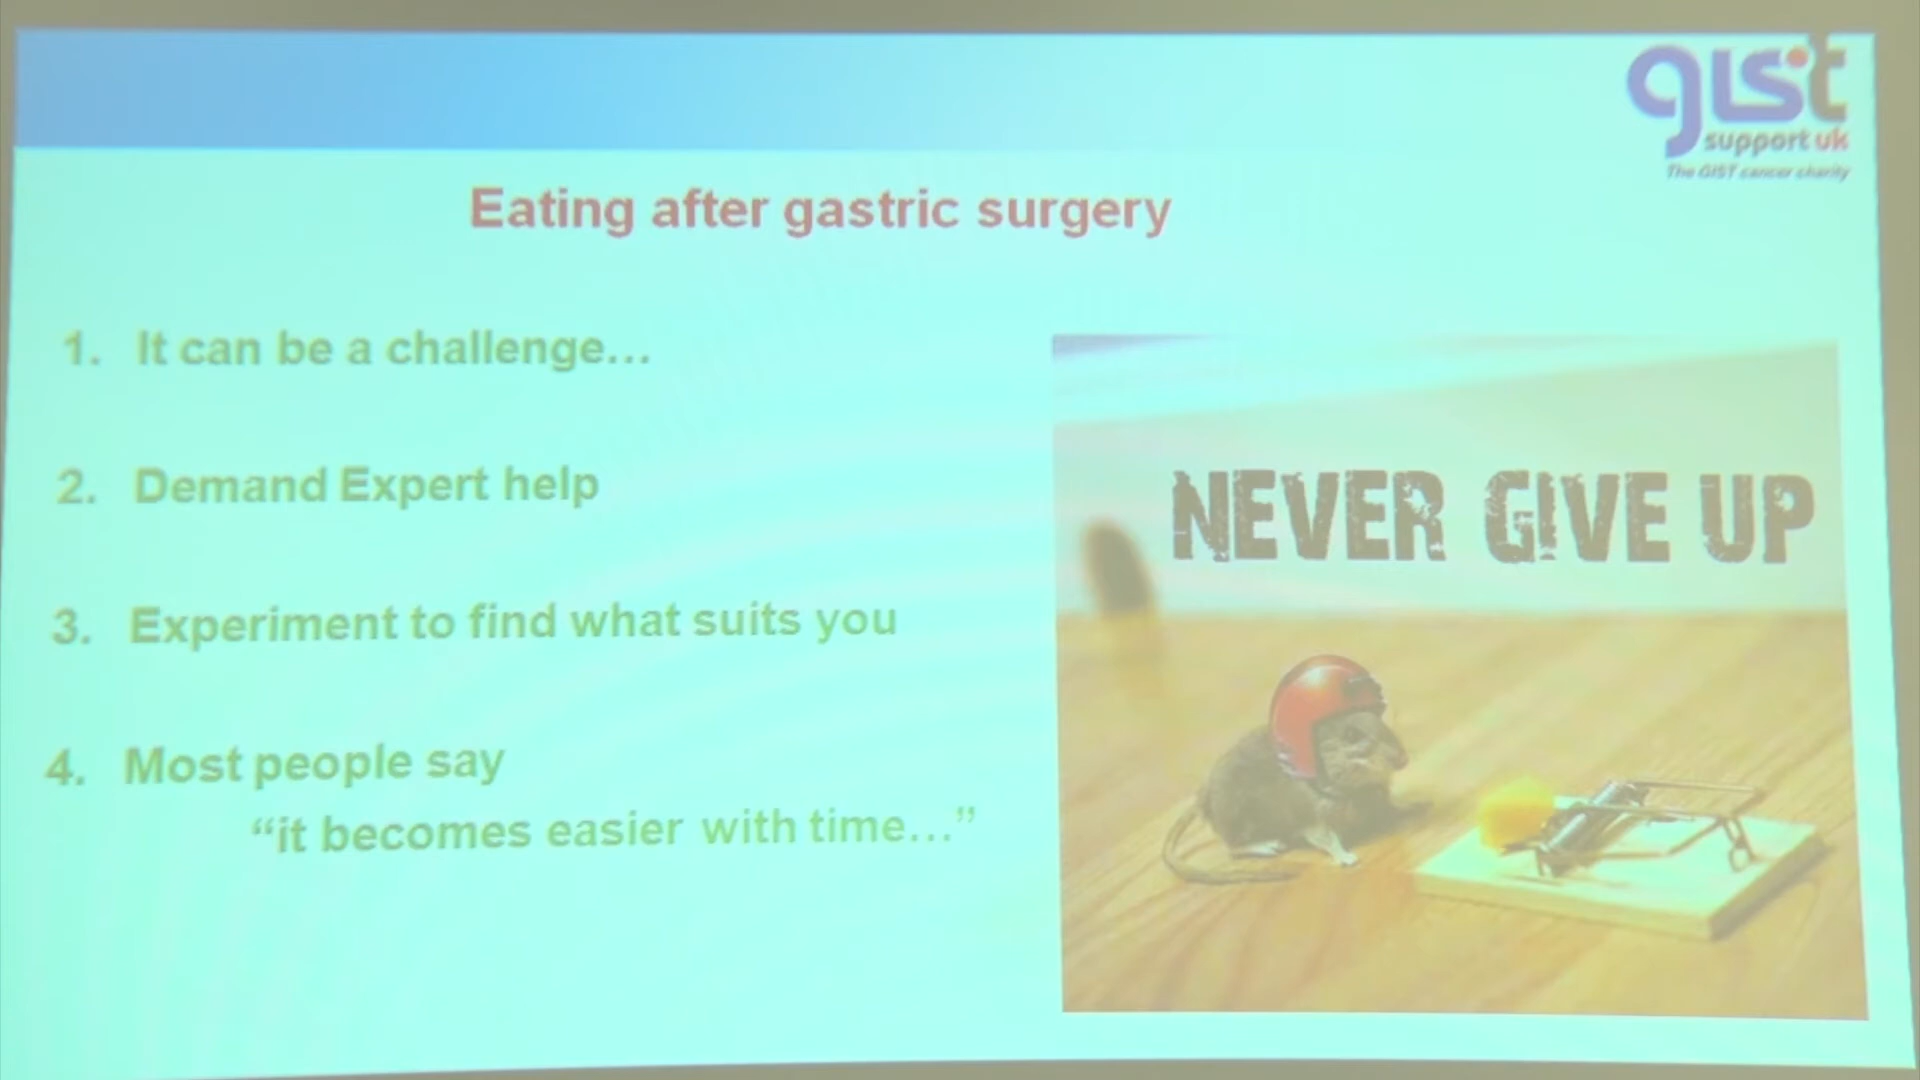 gist
support uk
The GIST cancer charity
Eating after gastric surgery
1. It can be a challenge...
2. Demand Expert help
3. Experiment to find what suits you
4. Most people say
“it becomes easier with time...”
NEVER GIVE UP